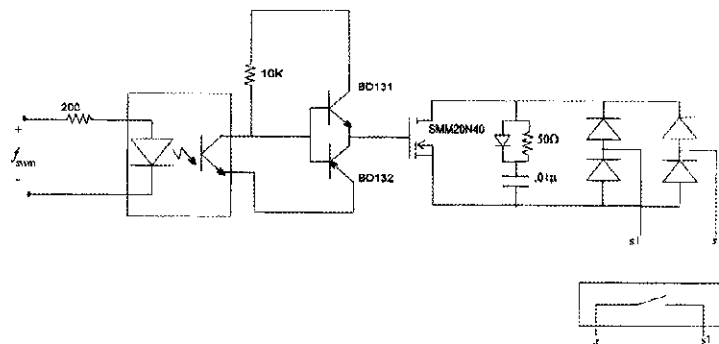 200
+
f_swm
-
10K
BD131
BD132
SMM20N40
50Ω
.01µ
s1
s
s1